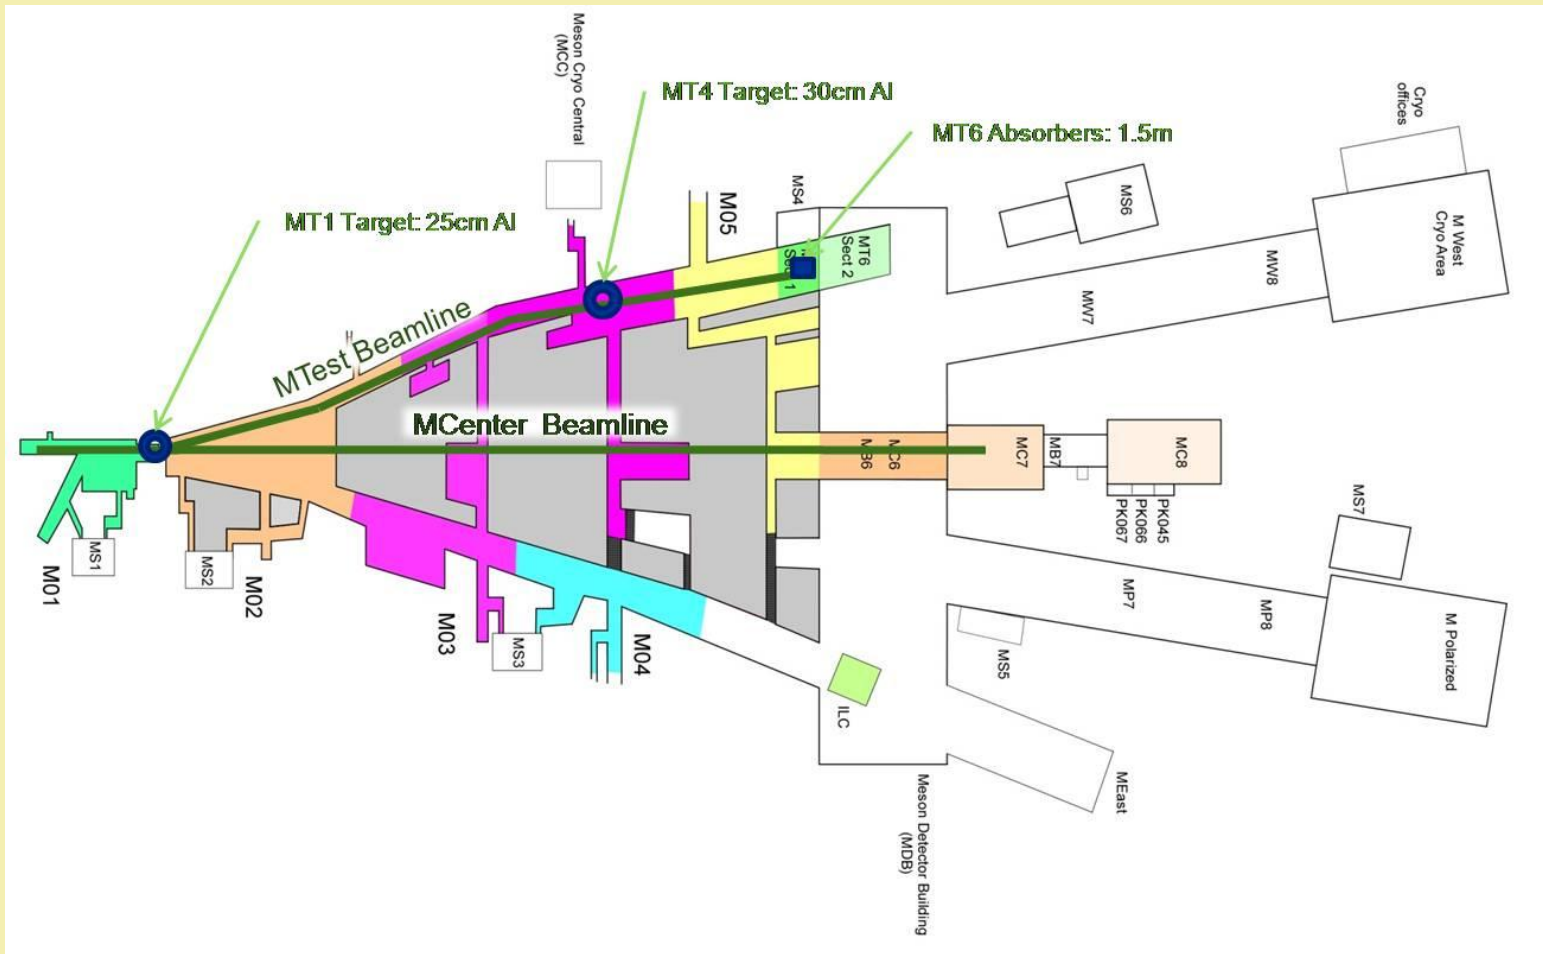 Meson Cryo Central
(MCC)
MT4 Target: 30cm Al
MT6 Absorbers: 1.5m
Cryo
offices
MT1 Target: 25cm Al
M05
MS4
MS6
M West
Cryo Area
MT6
Sect 2
1
MW8
MW7
MTest Beamline
MCenter Beamline
MC6
MC7
MB7
MC8
PK067
PK066
PK045
MS7
MS1
MS2
M01
M02
M03
MS3
M04
MP7
MP8
M Polarized
MS5
ILC
MEast
Meson Detector Building
(MDB)